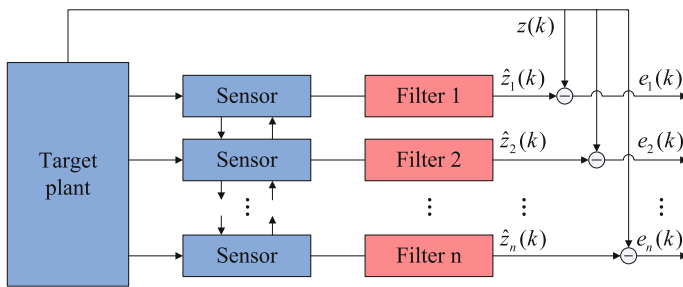 z(k)
Target
plant
Sensor
Filter 1
ẑ₁(k)
e₁(k)
Sensor
Filter 2
ẑ₂(k)
e₂(k)
Sensor
Filter n
ẑₙ(k)
eₙ(k)